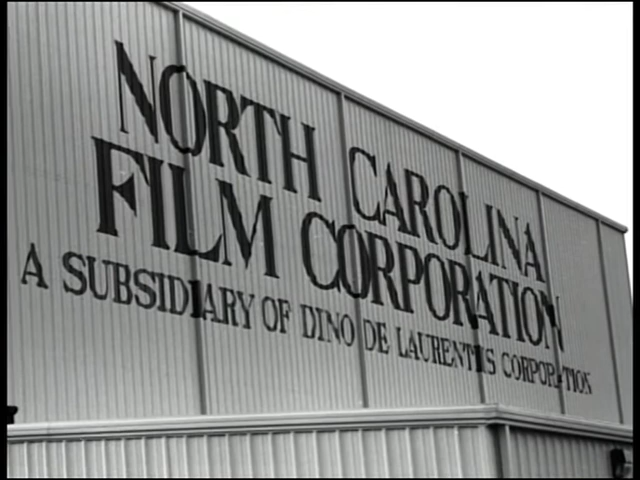 NORTH CAROLINA
FILM CORPORATION
A SUBSIDIARY OF DINO DE LAURENTIIS CORPORATION